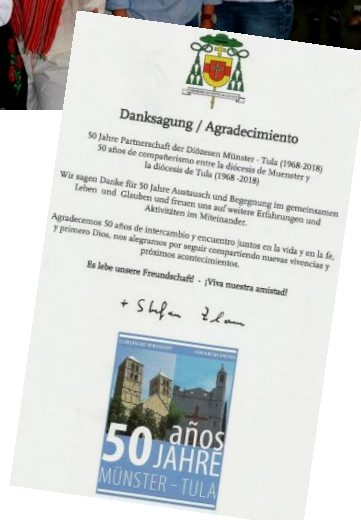 Danksagung / Agradecimiento
50 Jahre Partnerschaft der Diözesen Münster - Tula (1968-2018)
50 años de compañerismo entre la diócesis de Muenster y
la diócesis de Tula (1968 -2018)
Wir sagen Danke für 50 Jahre Austausch und Begegnung im gemeinsamen
Leben und Glauben und freuen uns auf weitere Erfahrungen und
Aktivitäten im Miteinander.
Agradecemos 50 años de intercambio y encuentro juntos en la vida y en la fe,
y primero Dios, nos alegramos por seguir compartiendo nuevas vivencias y
próximos acontecimientos.
Es lebe unsere Freundschaft! - ¡Viva nuestra amistad!
+ Stefan
50 años
JAHRE
MÜNSTER - TULA